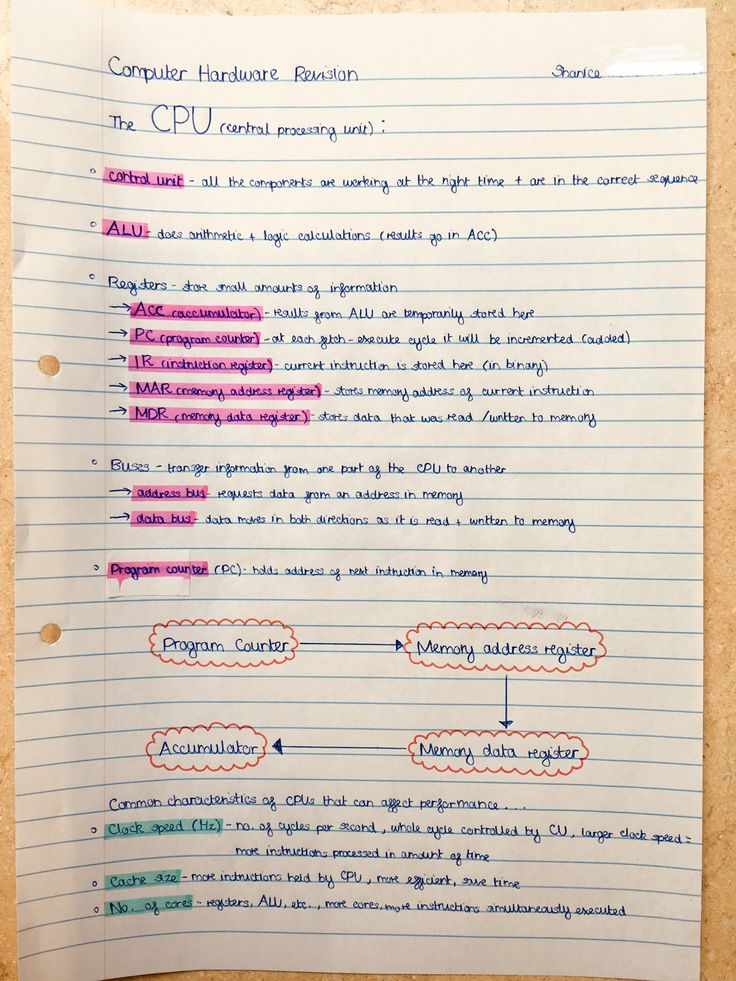 Computer Hardware Revision Shanice
The CPU (central processing unit) :
° control unit - all the components are working at the right time + are in the correct sequence
° ALU - does arithmetic + logic calculations (results go in ACC)
° Registers - store small amounts of information
→ ACC (accumulator) - results from ALU are temporarily stored here
→ PC (program counter) - at each fetch-execute cycle it will be incremented (added)
→ IR (instruction register) - current instruction is stored here (in binary)
→ MAR (memory address register) - stores memory address of current instruction
→ MDR (memory data register) - stores data that was read / written to memory
° Buses - transfer information from one part of the CPU to another
→ address bus - requests data from an address in memory
→ data bus - data moves in both directions as it is read + written to memory
° Program counter (PC) - holds address of next instruction in memory
Program Counter → Memory address register
Accumulator ← Memory data register
Common characteristics of CPUs that can affect performance...
° Clock speed (Hz) - no. of cycles per second, whole cycle controlled by CU, larger clock speed =
more instructions processed in amount of time
° Cache size - more instructions held by CPU, more efficient, save time
° No. of cores - registers, ALU, etc., more cores, more instructions simultaneously executed